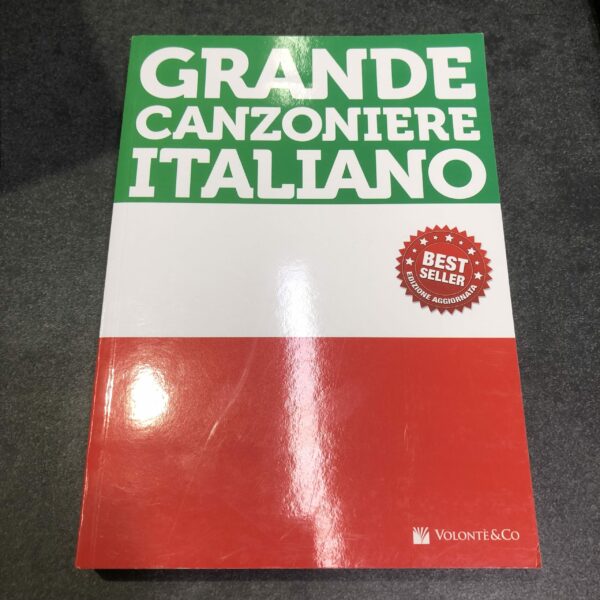 GRANDE
CANZONIERE
ITALIANO
BEST
SELLER
EDIZIONE AGGIORNATA
VOLONTÈ&CO